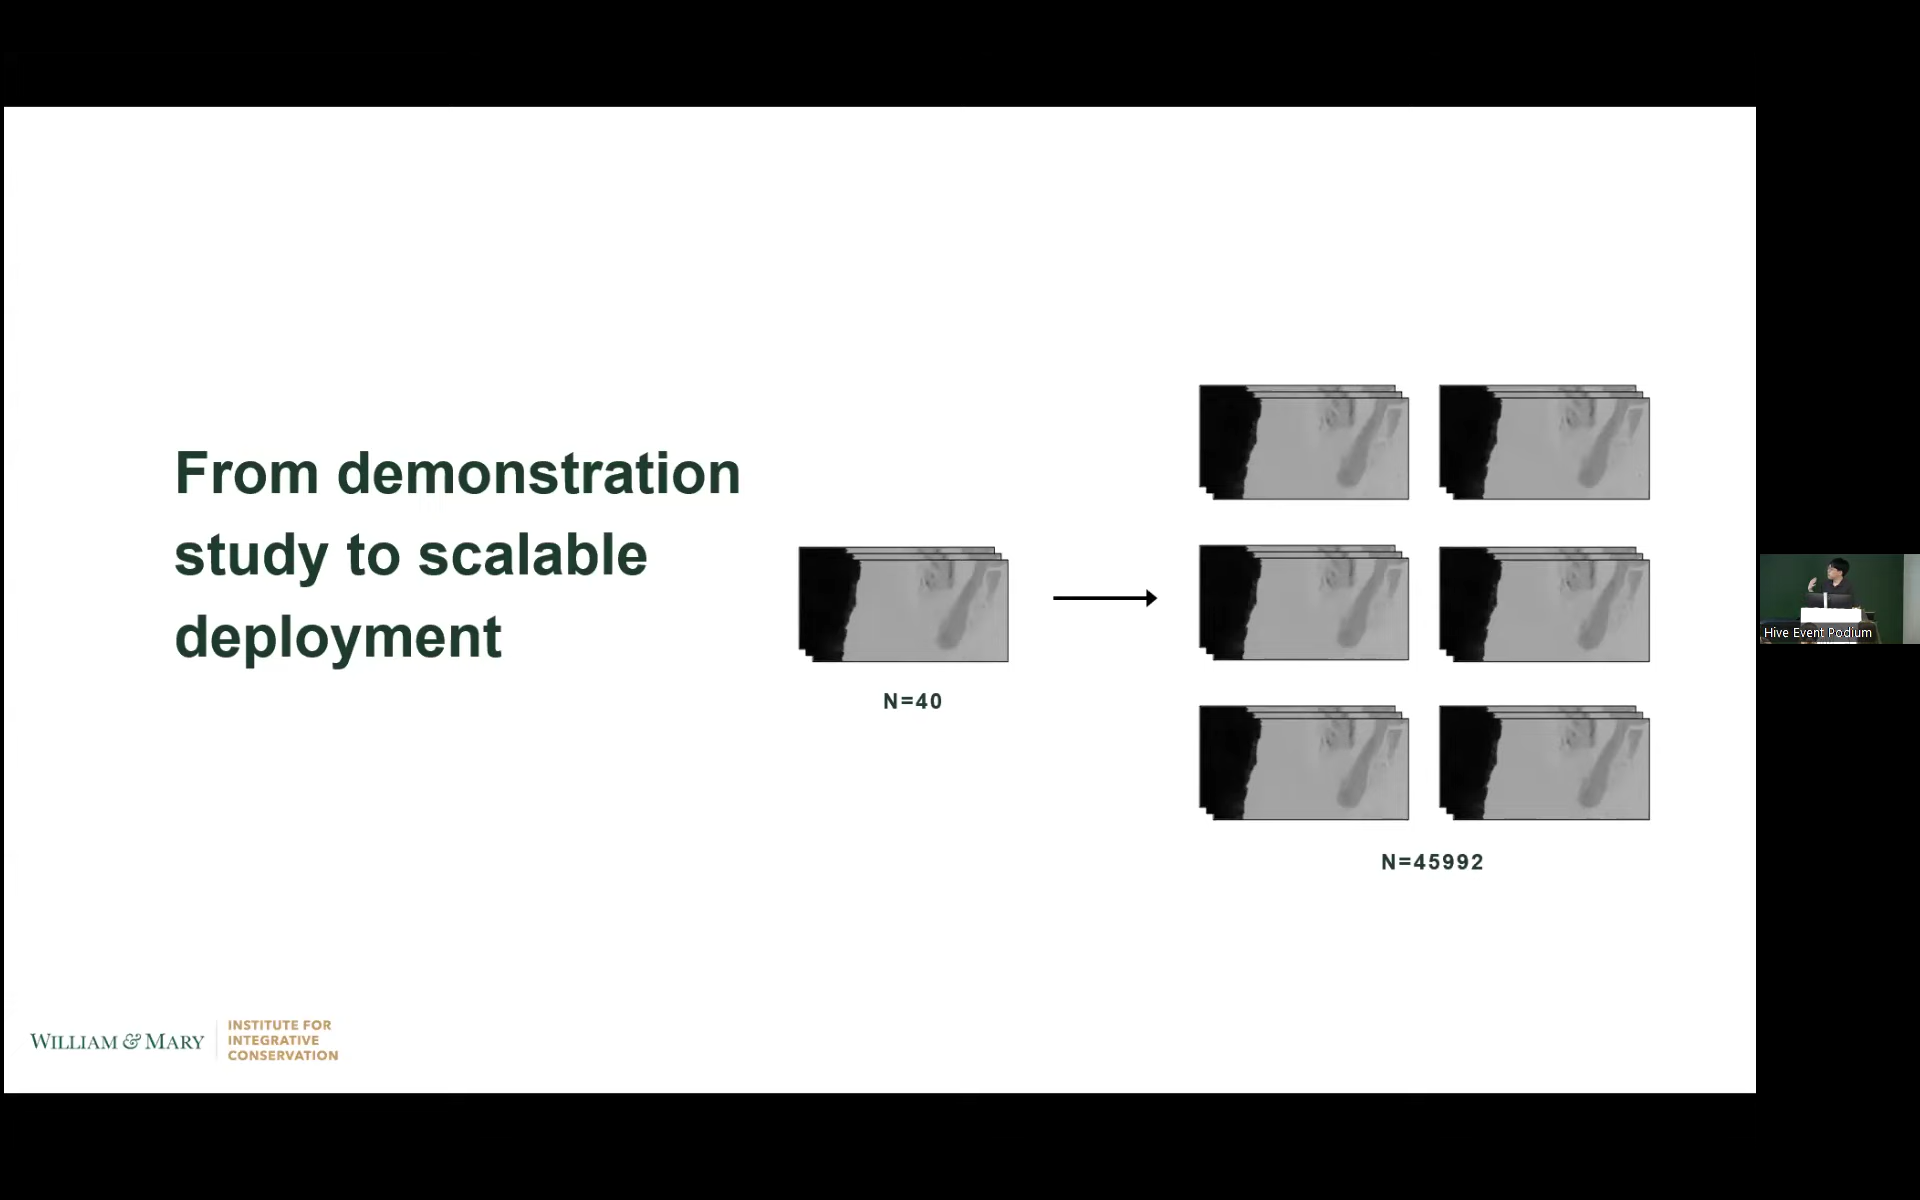 From demonstration
study to scalable
deployment
N=40
N=45992
Hive Event Podium
WILLIAM & MARY
INSTITUTE FOR
INTEGRATIVE
CONSERVATION